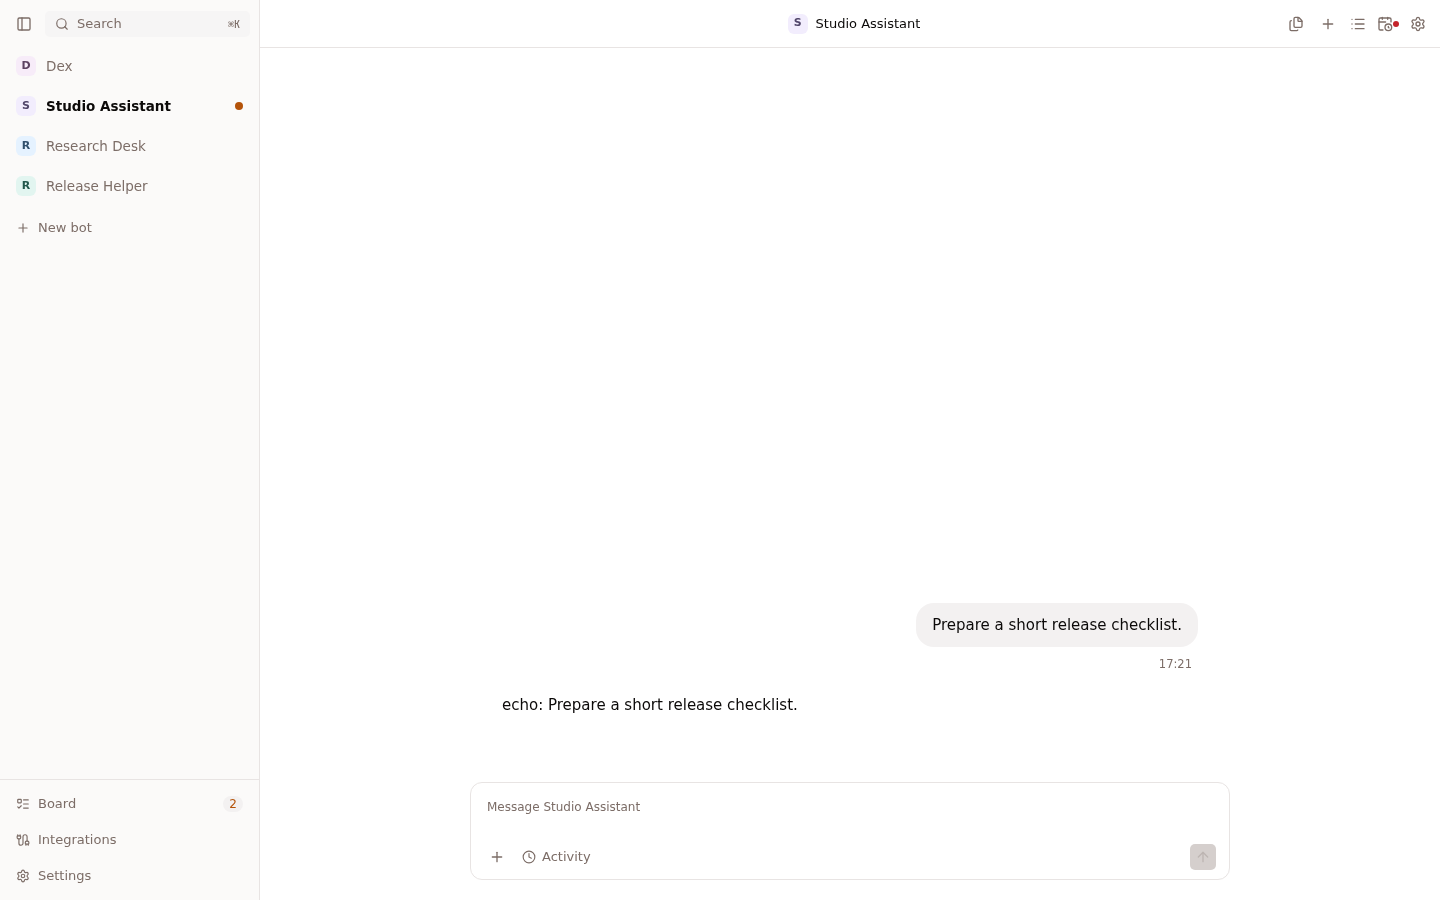 Search ⌘K
D Dex
S Studio Assistant
R Research Desk
R Release Helper
New bot
Board 2
Integrations
Settings
S Studio Assistant
Prepare a short release checklist.
17:21
echo: Prepare a short release checklist.
Message Studio Assistant
Activity